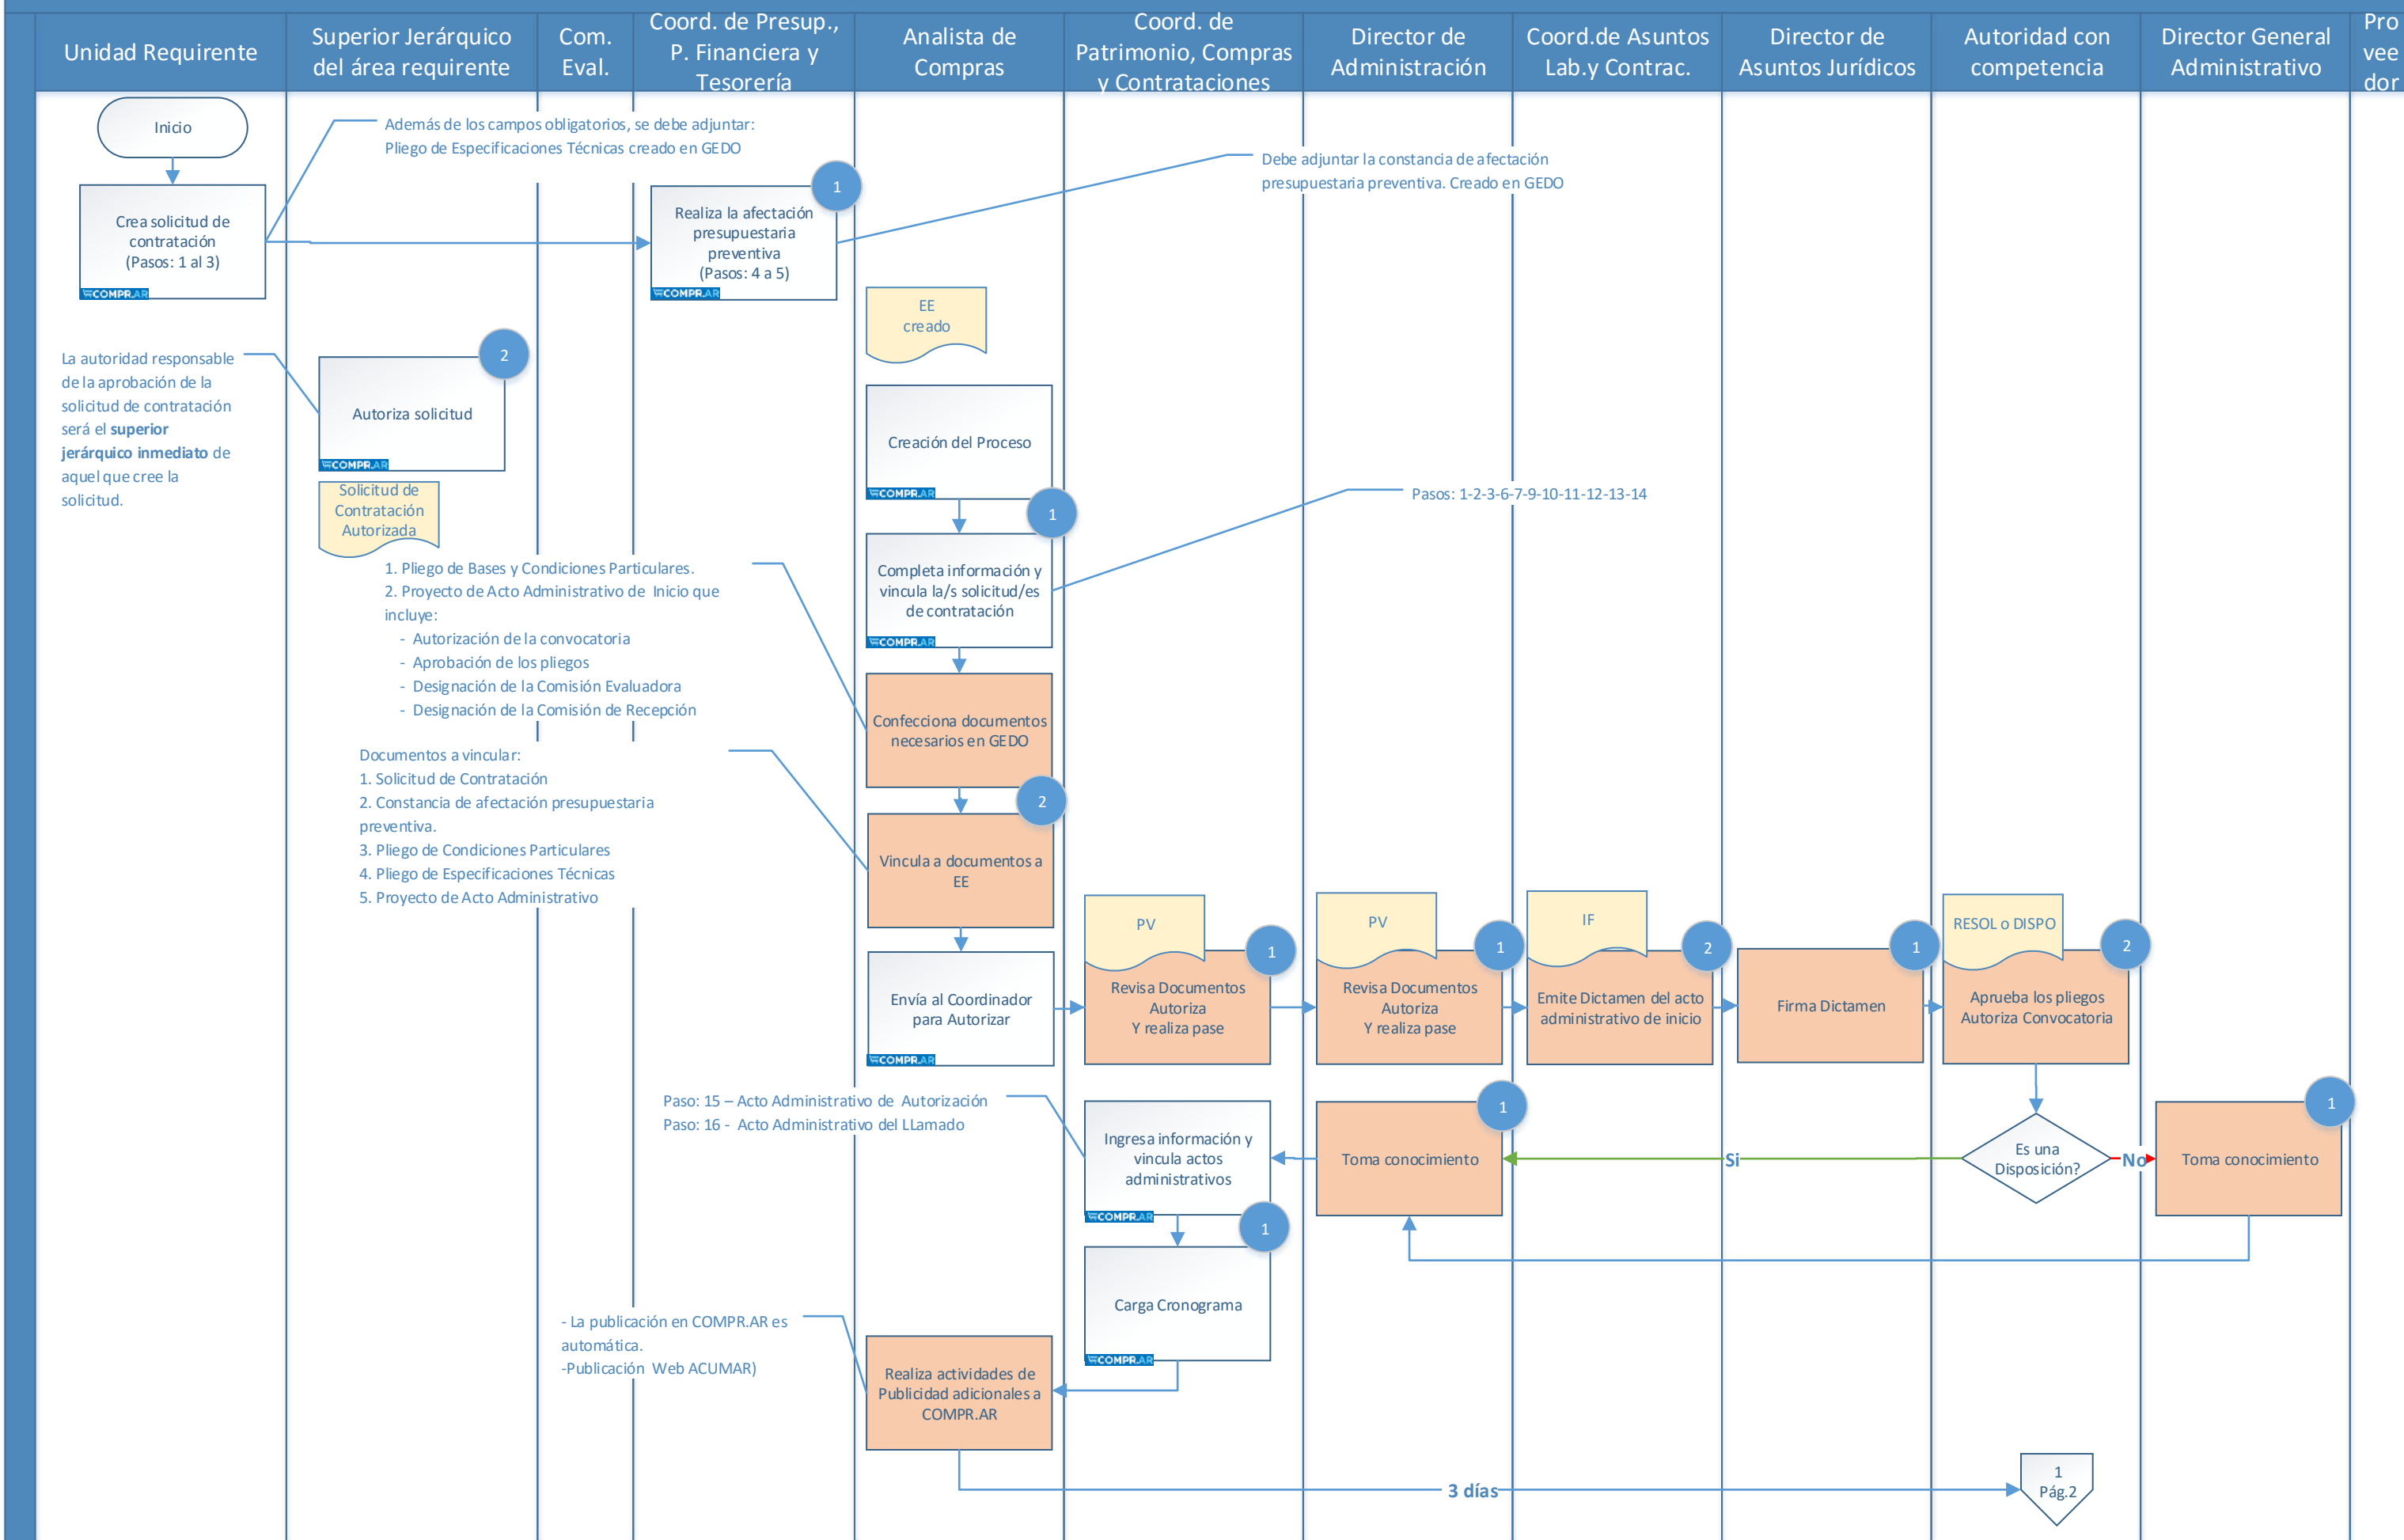 Unidad Requirente
Superior Jerárquico
del área requirente
Com.
Eval.
Coord. de Presup.,
P. Financiera y
Tesorería
Analista de
Compras
Coord. de
Patrimonio, Compras
y Contrataciones
Director de
Administración
Coord.de Asuntos
Lab.y Contrac.
Director de
Asuntos Jurídicos
Autoridad con
competencia
Director General
Administrativo
Pro
vee
dor
Inicio
Además de los campos obligatorios, se debe adjuntar:
Pliego de Especificaciones Técnicas creado en GEDO
Debe adjuntar la constancia de afectación
presupuestaria preventiva. Creado en GEDO
Crea solicitud de
contratación
(Pasos: 1 al 3)
COMPR.AR
1
Realiza la afectación
presupuestaria
preventiva
(Pasos: 4 a 5)
COMPR.AR
EE
creado
La autoridad responsable
de la aprobación de la
solicitud de contratación
será el superior
jerárquico inmediato de
aquel que cree la
solicitud.
2
Autoriza solicitud
COMPR.AR
Solicitud de
Contratación
Autorizada
Creación del Proceso
COMPR.AR
1
Pasos: 1-2-3-6-7-9-10-11-12-13-14
Completa información y
vincula la/s solicitud/es
de contratación
COMPR.AR
1. Pliego de Bases y Condiciones Particulares.
2. Proyecto de Acto Administrativo de Inicio que
incluye:
- Autorización de la convocatoria
- Aprobación de los pliegos
- Designación de la Comisión Evaluadora
- Designación de la Comisión de Recepción
Confecciona documentos
necesarios en GEDO
2
Documentos a vincular:
1. Solicitud de Contratación
2. Constancia de afectación presupuestaria
preventiva.
3. Pliego de Condiciones Particulares
4. Pliego de Especificaciones Técnicas
5. Proyecto de Acto Administrativo
Vincula a documentos a
EE
Envía al Coordinador
para Autorizar
COMPR.AR
PV
1
Revisa Documentos
Autoriza
Y realiza pase
PV
1
Revisa Documentos
Autoriza
Y realiza pase
IF
2
Emite Dictamen del acto
administrativo de inicio
1
Firma Dictamen
RESOL o DISPO
2
Aprueba los pliegos
Autoriza Convocatoria
Paso: 15 – Acto Administrativo de Autorización
Paso: 16 - Acto Administrativo del LLamado
Ingresa información y
vincula actos
administrativos
COMPR.AR
1
Toma conocimiento
Si
Es una
Disposición?
No
1
Toma conocimiento
1
Carga Cronograma
COMPR.AR
- La publicación en COMPR.AR es
automática.
-Publicación Web ACUMAR)
Realiza actividades de
Publicidad adicionales a
COMPR.AR
3 días
1
Pág.2